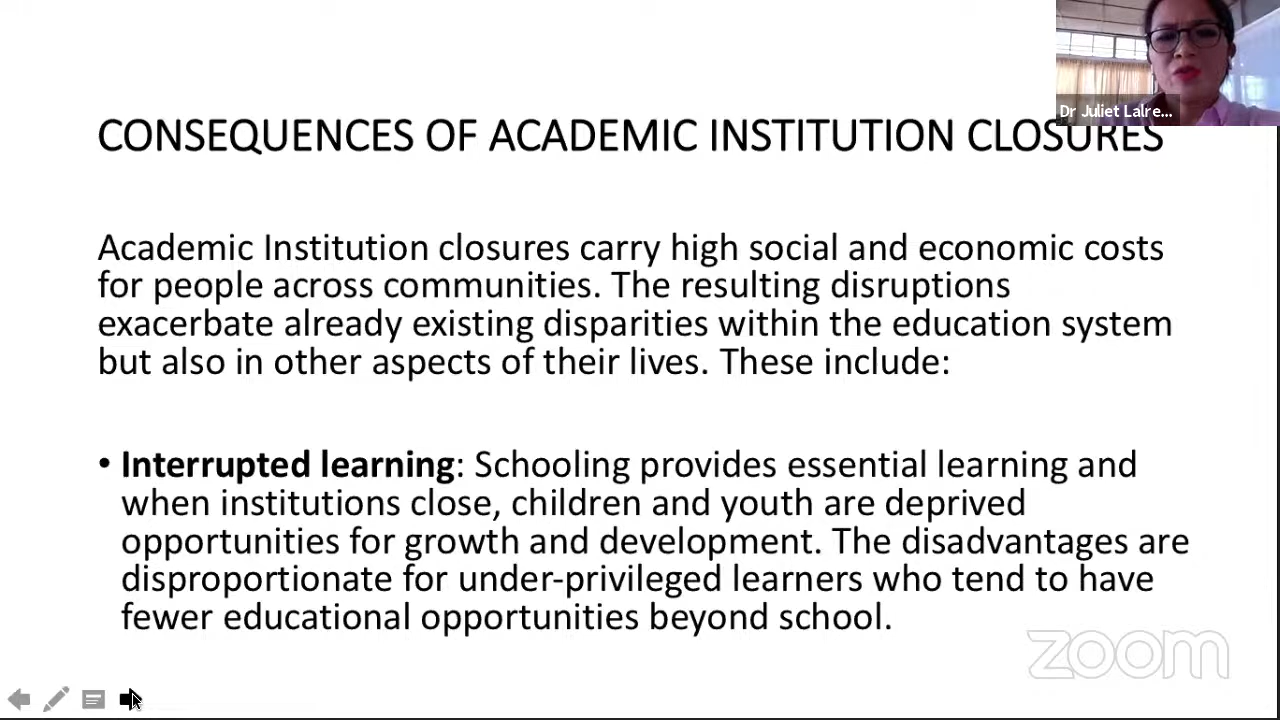 Dr Juliet Lalre...
CONSEQUENCES OF ACADEMIC INSTITUTION CLOSURES
Academic Institution closures carry high social and economic costs
for people across communities. The resulting disruptions
exacerbate already existing disparities within the education system
but also in other aspects of their lives. These include:
• Interrupted learning: Schooling provides essential learning and
when institutions close, children and youth are deprived
opportunities for growth and development. The disadvantages are
disproportionate for under-privileged learners who tend to have
fewer educational opportunities beyond school.
zoom